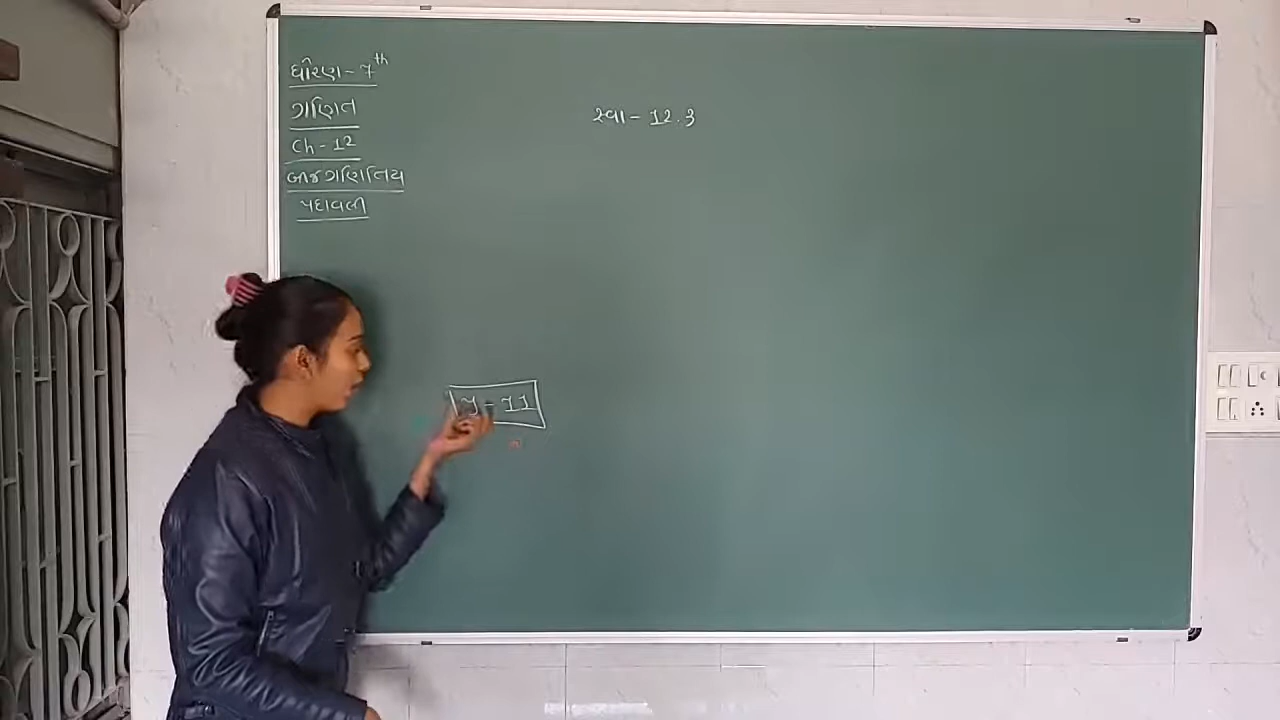 ધોરણ - 7th
ગણિત
Ch - 12
બીજગણિતિય
પદાવલી
સ્વા - 12.3
y - 11